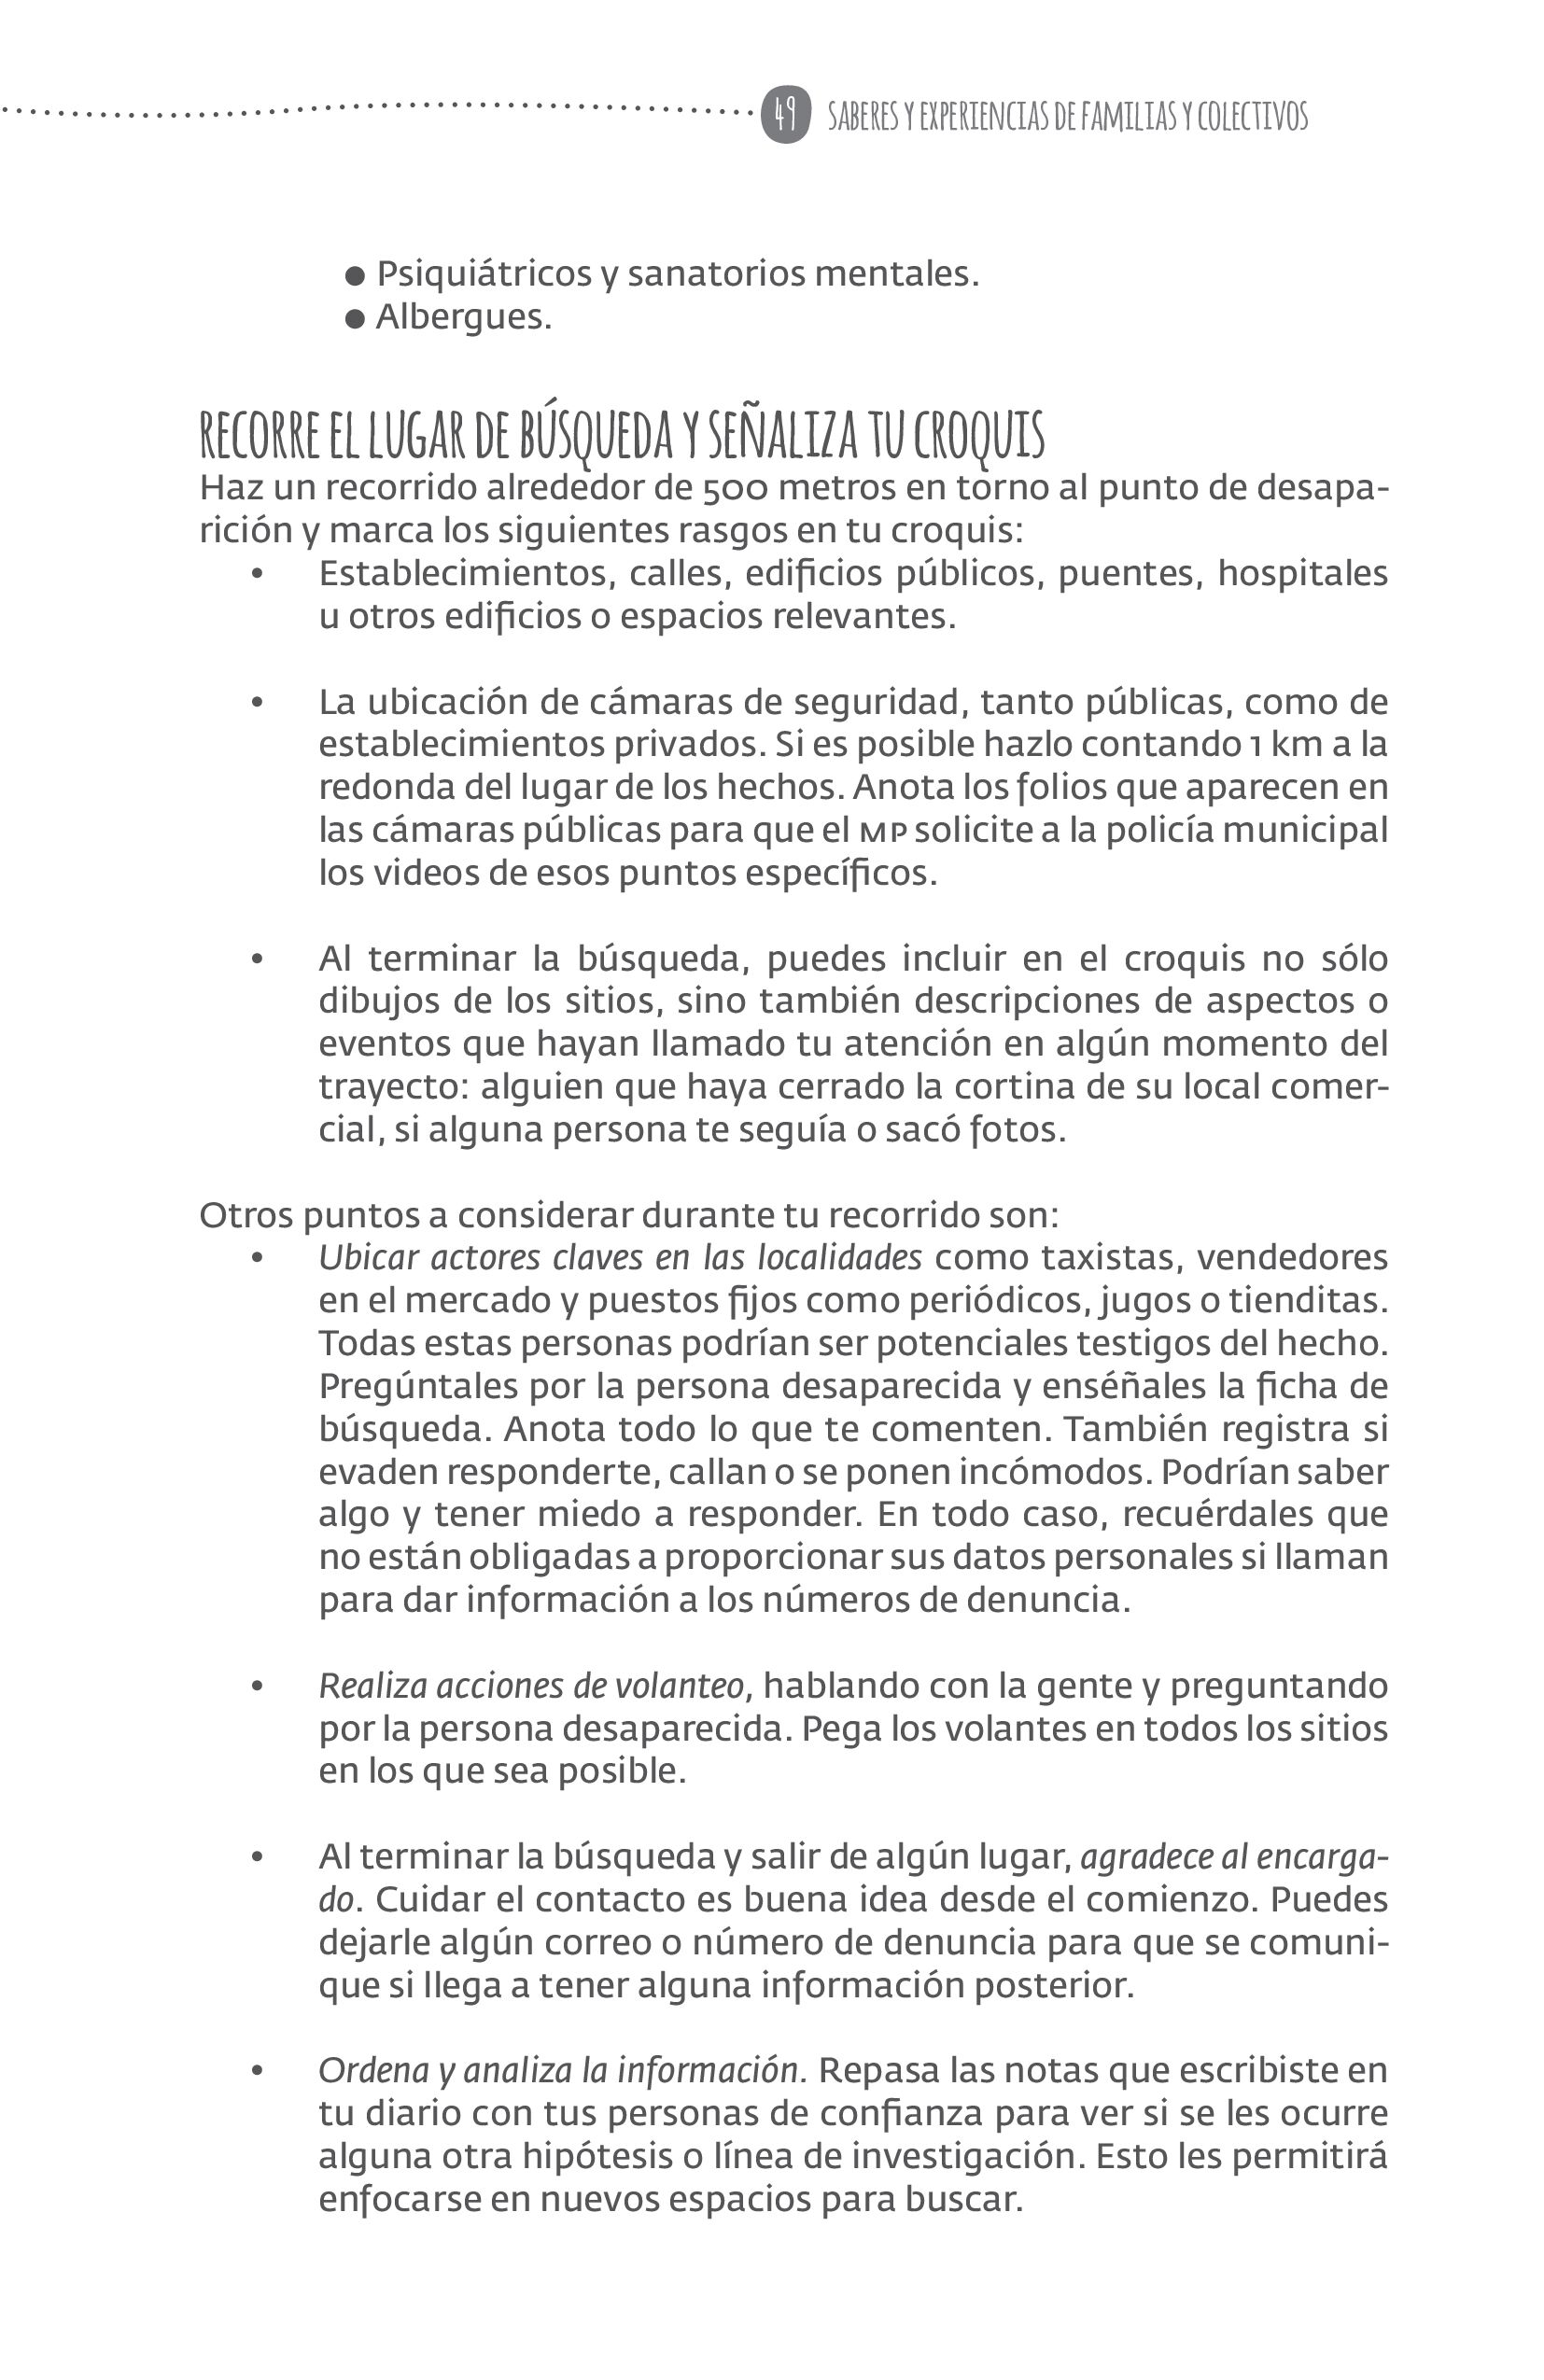 49 SABERES Y EXPERIENCIAS DE FAMILIAS Y COLECTIVOS
● Psiquiátricos y sanatorios mentales.
● Albergues.
RECORRE EL LUGAR DE BÚSQUEDA Y SEÑALIZA TU CROQUIS
Haz un recorrido alrededor de 500 metros en torno al punto de desapa-
rición y marca los siguientes rasgos en tu croquis:
• Establecimientos, calles, edificios públicos, puentes, hospitales
u otros edificios o espacios relevantes.
• La ubicación de cámaras de seguridad, tanto públicas, como de
establecimientos privados. Si es posible hazlo contando 1 km a la
redonda del lugar de los hechos. Anota los folios que aparecen en
las cámaras públicas para que el MP solicite a la policía municipal
los videos de esos puntos específicos.
• Al terminar la búsqueda, puedes incluir en el croquis no sólo
dibujos de los sitios, sino también descripciones de aspectos o
eventos que hayan llamado tu atención en algún momento del
trayecto: alguien que haya cerrado la cortina de su local comer-
cial, si alguna persona te seguía o sacó fotos.
Otros puntos a considerar durante tu recorrido son:
• Ubicar actores claves en las localidades como taxistas, vendedores
en el mercado y puestos fijos como periódicos, jugos o tienditas.
Todas estas personas podrían ser potenciales testigos del hecho.
Pregúntales por la persona desaparecida y enséñales la ficha de
búsqueda. Anota todo lo que te comenten. También registra si
evaden responderte, callan o se ponen incómodos. Podrían saber
algo y tener miedo a responder. En todo caso, recuérdales que
no están obligadas a proporcionar sus datos personales si llaman
para dar información a los números de denuncia.
• Realiza acciones de volanteo, hablando con la gente y preguntando
por la persona desaparecida. Pega los volantes en todos los sitios
en los que sea posible.
• Al terminar la búsqueda y salir de algún lugar, agradece al encarga-
do. Cuidar el contacto es buena idea desde el comienzo. Puedes
dejarle algún correo o número de denuncia para que se comuni-
que si llega a tener alguna información posterior.
• Ordena y analiza la información. Repasa las notas que escribiste en
tu diario con tus personas de confianza para ver si se les ocurre
alguna otra hipótesis o línea de investigación. Esto les permitirá
enfocarse en nuevos espacios para buscar.